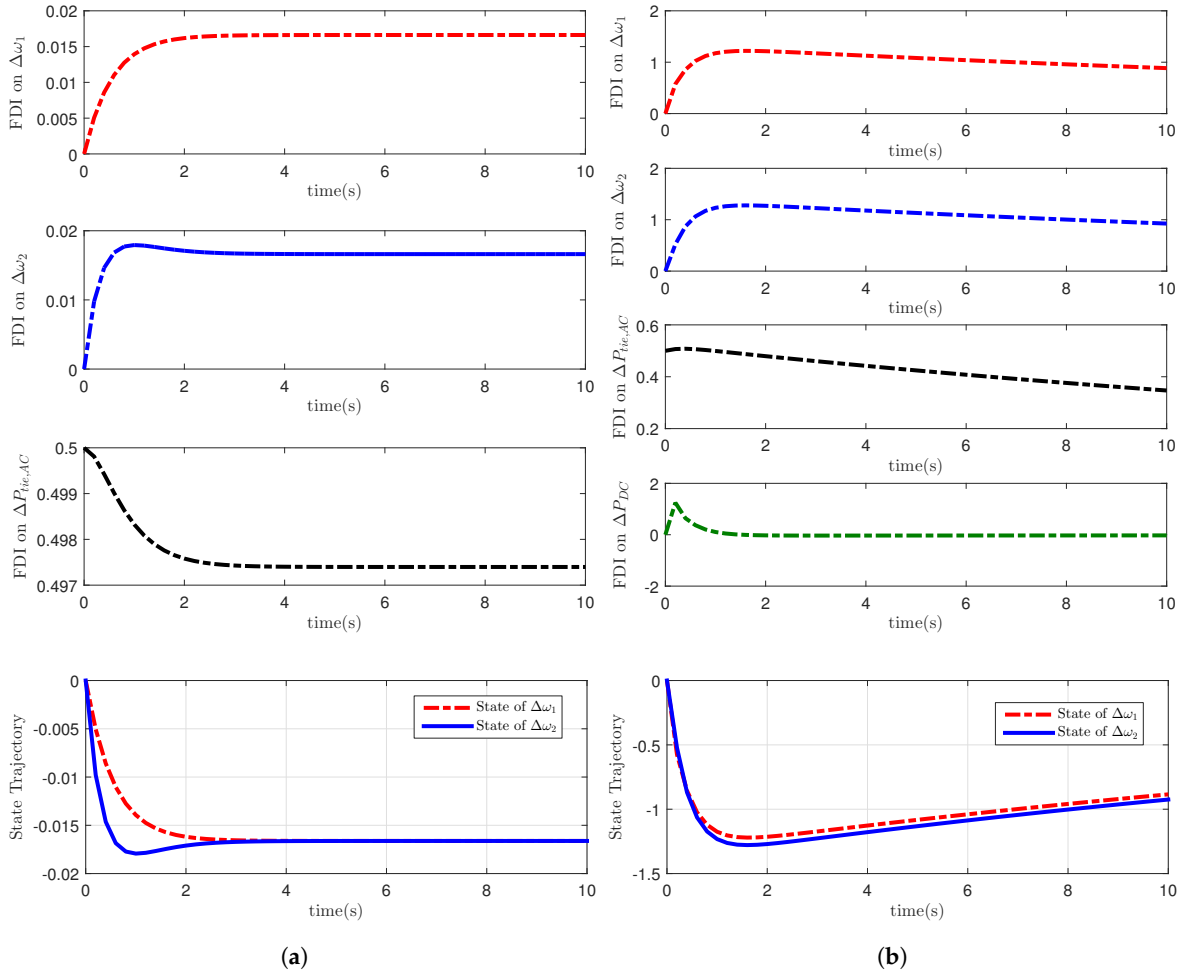 FDI on Δω₁
0.02
0.015
0.01
0.005
0
0 2 4 6 8 10
time(s)
FDI on Δω₂
0.02
0.01
0
0 2 4 6 8 10
time(s)
FDI on ΔP_{tie,AC}
0.5
0.499
0.498
0.497
0 2 4 6 8 10
time(s)
State Trajectory
0
-0.005
-0.01
-0.015
-0.02
0 2 4 6 8 10
time(s)
State of Δω₁
State of Δω₂
(a)
FDI on Δω₁
2
1
0
0 2 4 6 8 10
time(s)
FDI on Δω₂
2
1
0
0 2 4 6 8 10
time(s)
FDI on ΔP_{tie,AC}
0.6
0.4
0.2
0 2 4 6 8 10
time(s)
FDI on ΔP_{DC}
2
0
-2
0 2 4 6 8 10
time(s)
State Trajectory
0
-0.5
-1
-1.5
0 2 4 6 8 10
time(s)
State of Δω₁
State of Δω₂
(b)